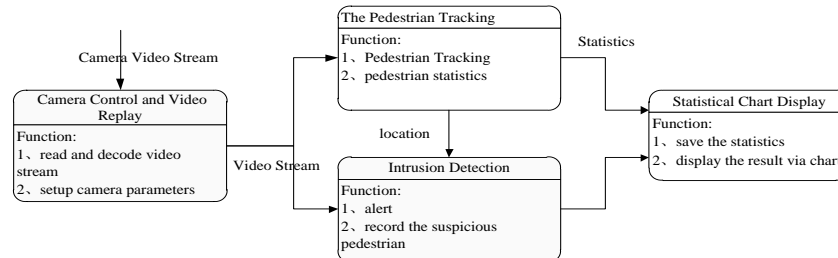 Camera Video Stream
Camera Control and Video
Replay
Function:
1、read and decode video
stream
2、setup camera parameters
Video Stream
The Pedestrian Tracking
Function:
1、Pedestrian Tracking
2、pedestrian statistics
location
Intrusion Detection
Function:
1、alert
2、record the suspicious
pedestrian
Statistics
Statistical Chart Display
Function:
1、save the statistics
2、display the result via chart